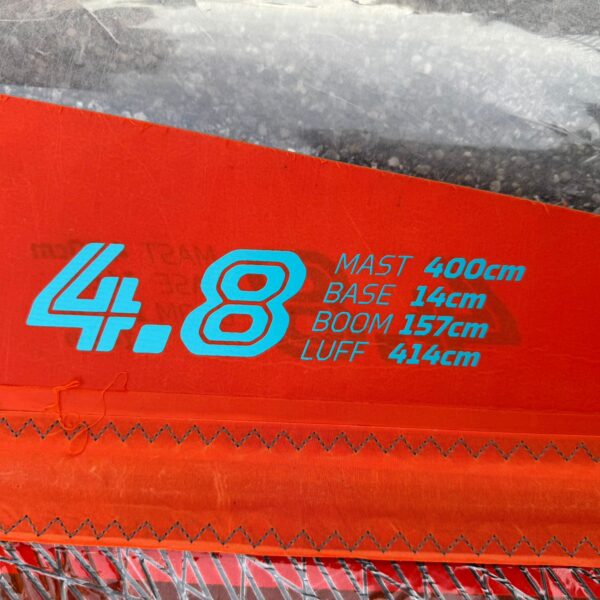 4.8
MAST 400cm
BASE 14cm
BOOM 157cm
LUFF 414cm